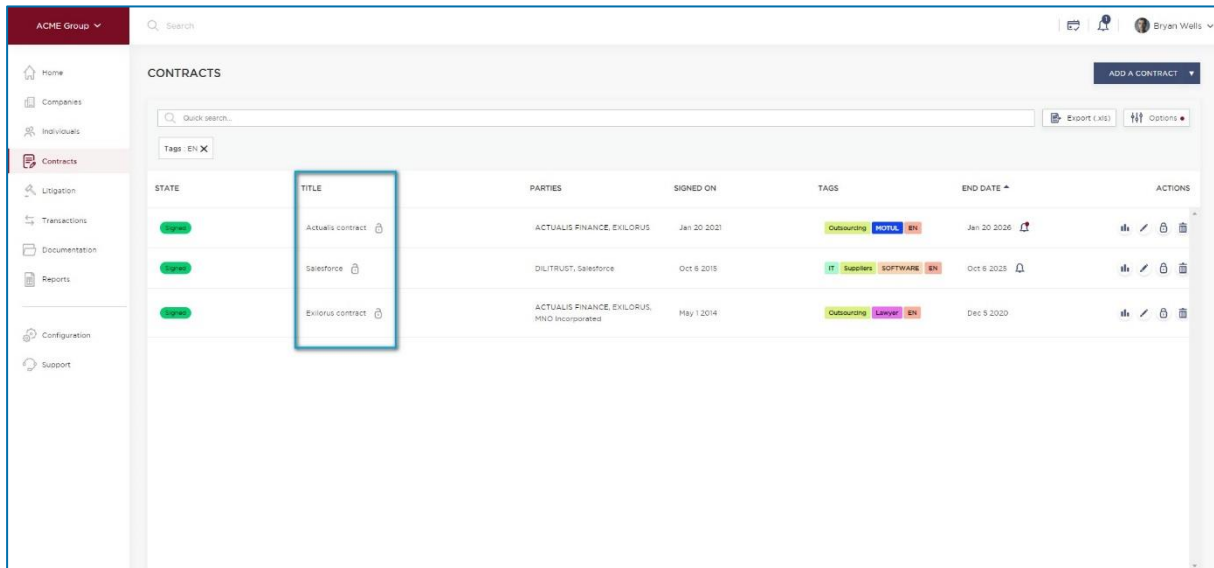 ACME Group
Search
1
Bryan Wells
Home
Companies
Individuals
Contracts
Litigation
Transactions
Documentation
Reports
Configuration
Support
CONTRACTS
ADD A CONTRACT
Quick search...
Export (.xls)
Options
Tags : EN X
STATE TITLE PARTIES SIGNED ON TAGS END DATE ACTIONS
Signed Actualis contract ACTUALIS FINANCE, EXILORUS Jan 20 2021 Outsourcing MOTUL EN Jan 20 2026
Signed Salesforce DILITRUST, Salesforce Oct 6 2015 IT Suppliers SOFTWARE EN Oct 6 2025
Signed Exilorus contract ACTUALIS FINANCE, EXILORUS, May 1 2014 Outsourcing Lawyer EN Dec 5 2020
MNO Incorporated